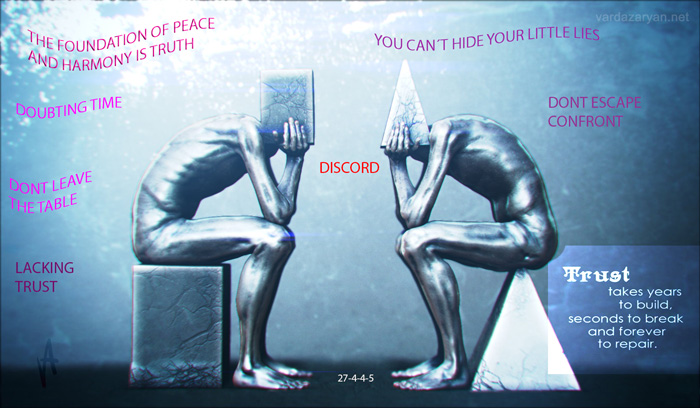 vardazaryan.net
THE FOUNDATION OF PEACE
AND HARMONY IS TRUTH
YOU CAN´T HIDE YOUR LITTLE LIES
DOUBTING TIME
DONT ESCAPE
CONFRONT
DISCORD
DONT LEAVE
THE TABLE
LACKING
TRUST
Trust
takes years
to build,
seconds to break
and forever
to repair.
27-4-4-5